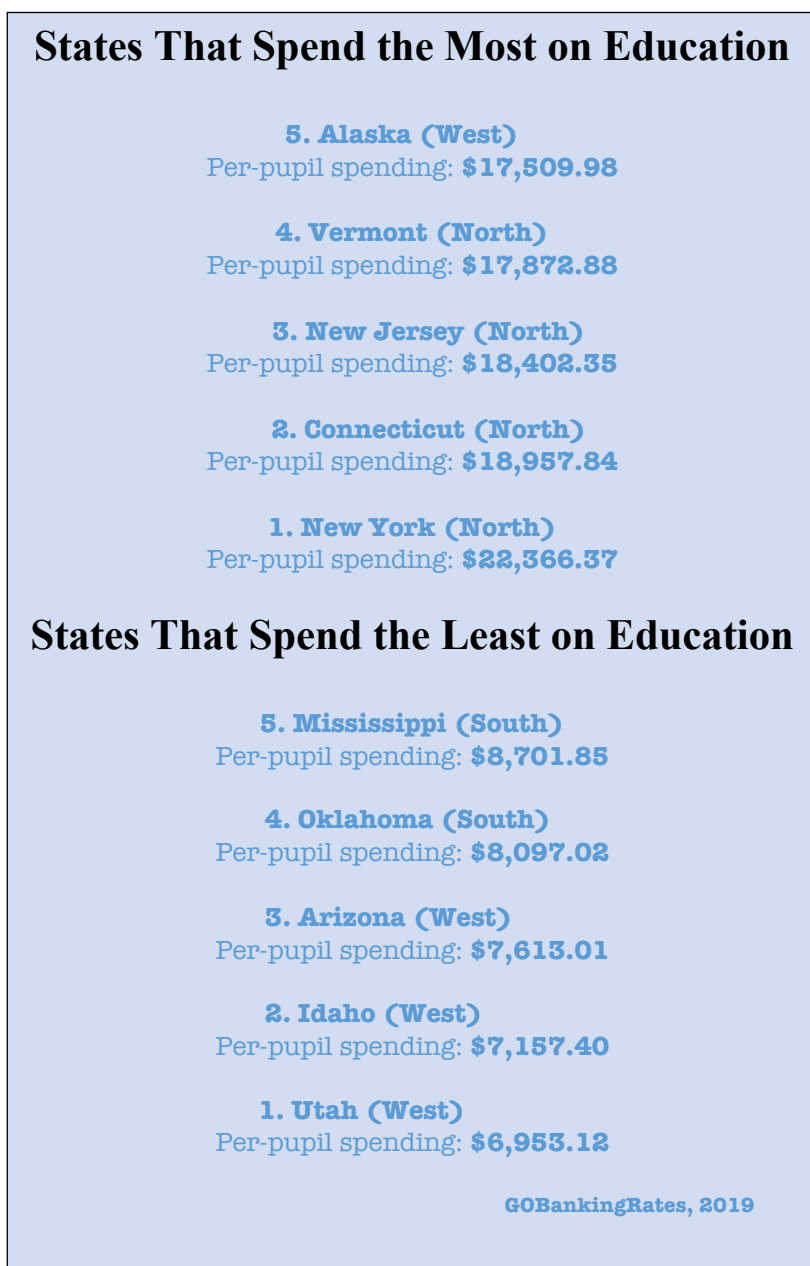 States That Spend the Most on Education
5. Alaska (West)
Per-pupil spending: $17,509.98
4. Vermont (North)
Per-pupil spending: $17,872.88
3. New Jersey (North)
Per-pupil spending: $18,402.35
2. Connecticut (North)
Per-pupil spending: $18,957.84
1. New York (North)
Per-pupil spending: $22,366.37
States That Spend the Least on Education
5. Mississippi (South)
Per-pupil spending: $8,701.85
4. Oklahoma (South)
Per-pupil spending: $8,097.02
3. Arizona (West)
Per-pupil spending: $7,613.01
2. Idaho (West)
Per-pupil spending: $7,157.40
1. Utah (West)
Per-pupil spending: $6,953.12
GOBankingRates, 2019